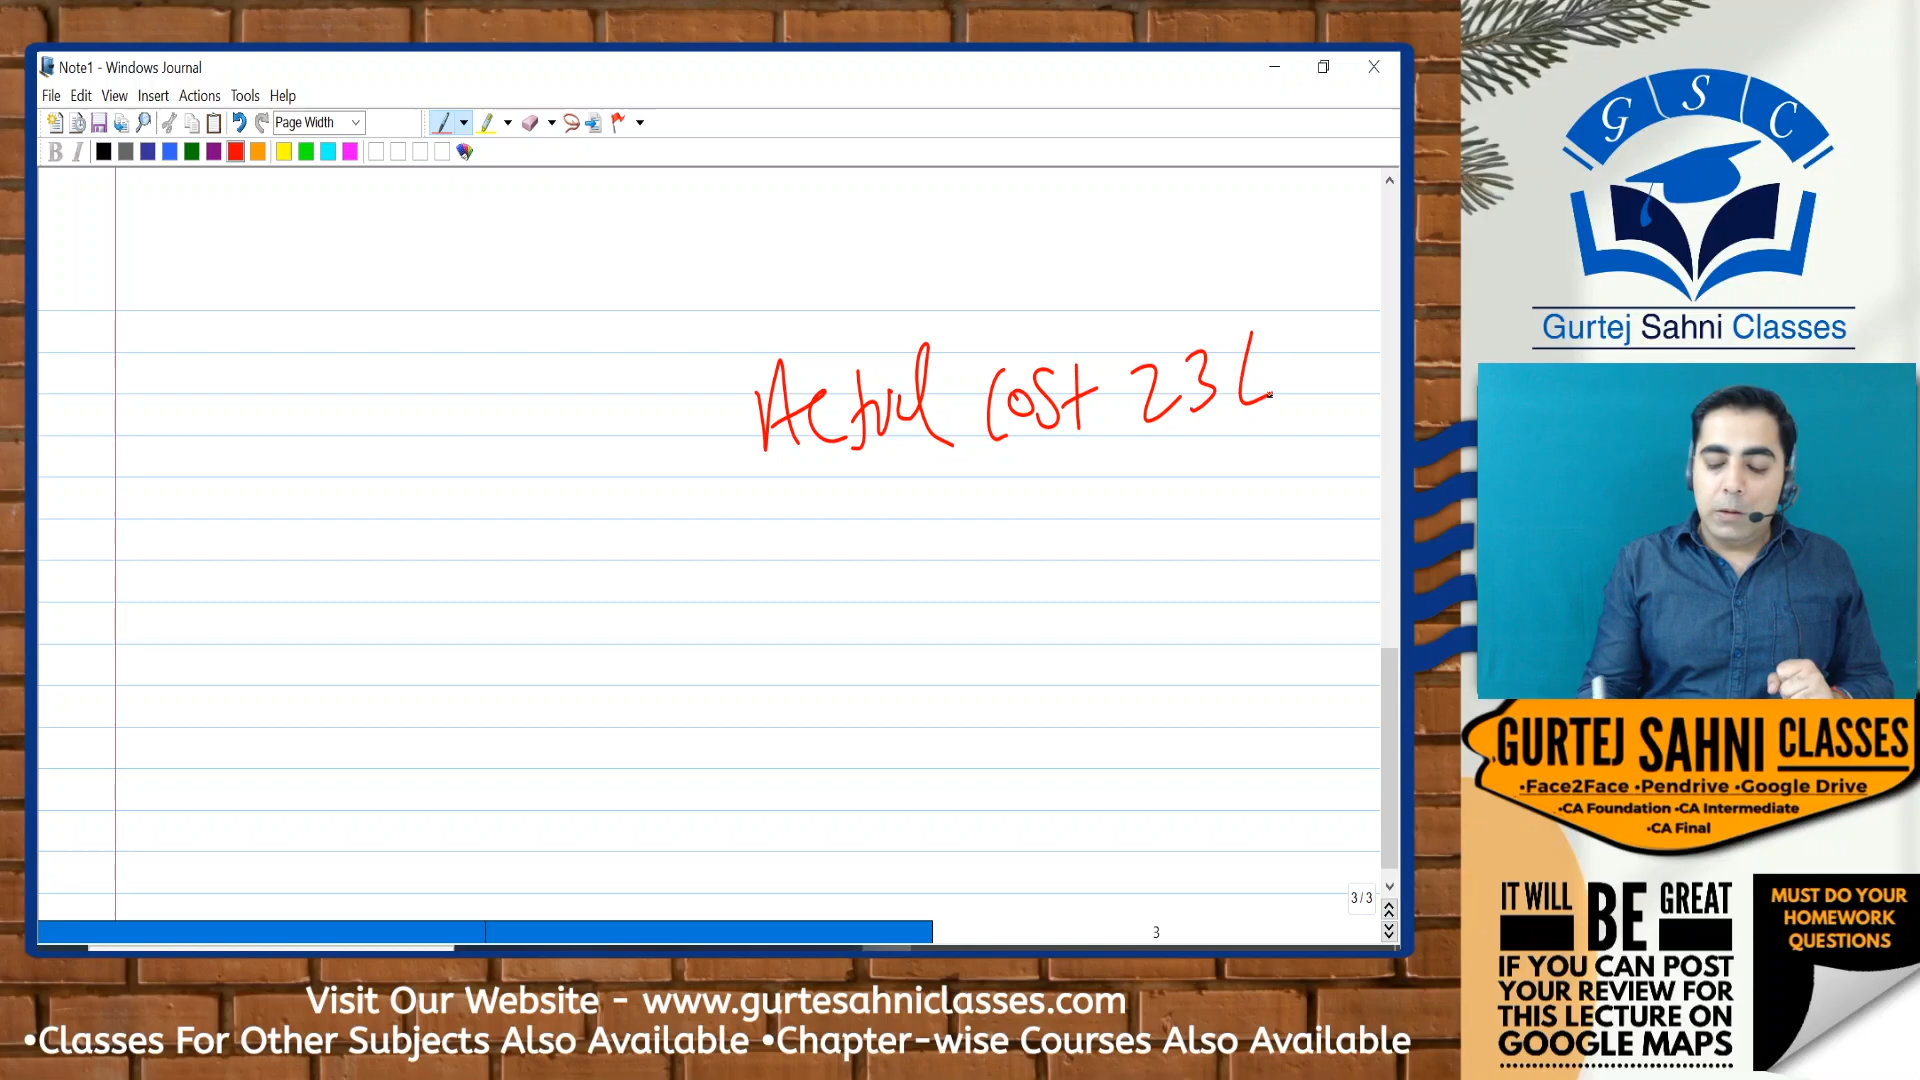 Note1 - Windows Journal
File Edit View Insert Actions Tools Help
Page Width
B I
Actual Cost 23L
3 / 3
3
G S C
Gurtej Sahni Classes
GURTEJ SAHNI CLASSES
•Face2Face •Pendrive •Google Drive
•CA Foundation •CA Intermediate
•CA Final
IT WILL BE GREAT
IF YOU CAN POST
YOUR REVIEW FOR
THIS LECTURE ON
GOOGLE MAPS
MUST DO YOUR
HOMEWORK
QUESTIONS
Visit Our Website - www.gurtesahniclasses.com
•Classes For Other Subjects Also Available •Chapter-wise Courses Also Available